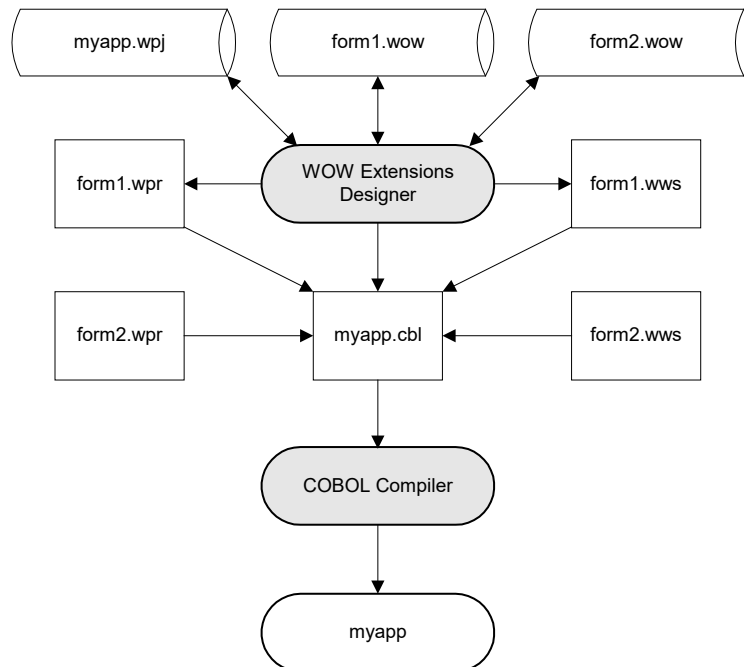 myapp.wpj
form1.wow
form2.wow
form1.wpr
WOW Extensions
Designer
form1.wws
form2.wpr
myapp.cbl
form2.wws
COBOL Compiler
myapp